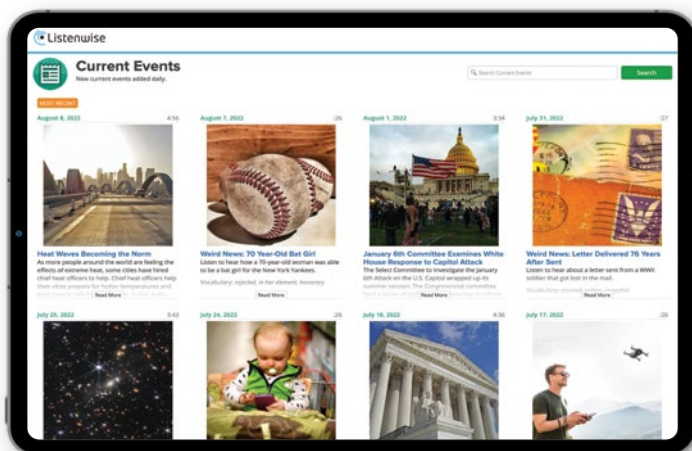 Listenwise
Current Events
New current events added daily.
Search Current Events
Search
MOST RECENT
August 8, 2022 4:56
August 7, 2022 :26
August 1, 2022 3:34
July 31, 2022 :27
Heat Waves Becoming the Norm
As more people around the world are feeling the
effects of extreme heat, some cities have hired
chief heat officers to help. Chief heat officers help
their cities prepare for hotter temperatures and
Read More
Weird News: 70 Year-Old Bat Girl
Listen to hear how a 70-year-old woman was able
to be a bat girl for the New York Yankees.
Vocabulary: rejected, in her element, honorary
Read More
January 6th Committee Examines White
House Response to Capitol Attack
The Select Committee to Investigate the January
6th Attack on the U.S. Capitol wrapped up its
summer session. The Congressional committee
Read More
Weird News: Letter Delivered 76 Years
After Sent
Listen to hear about a letter sent from a WWII
soldier that got lost in the mail.
Read More
July 25, 2022 3:43
July 24, 2022 :26
July 18, 2022 4:36
July 17, 2022 :26